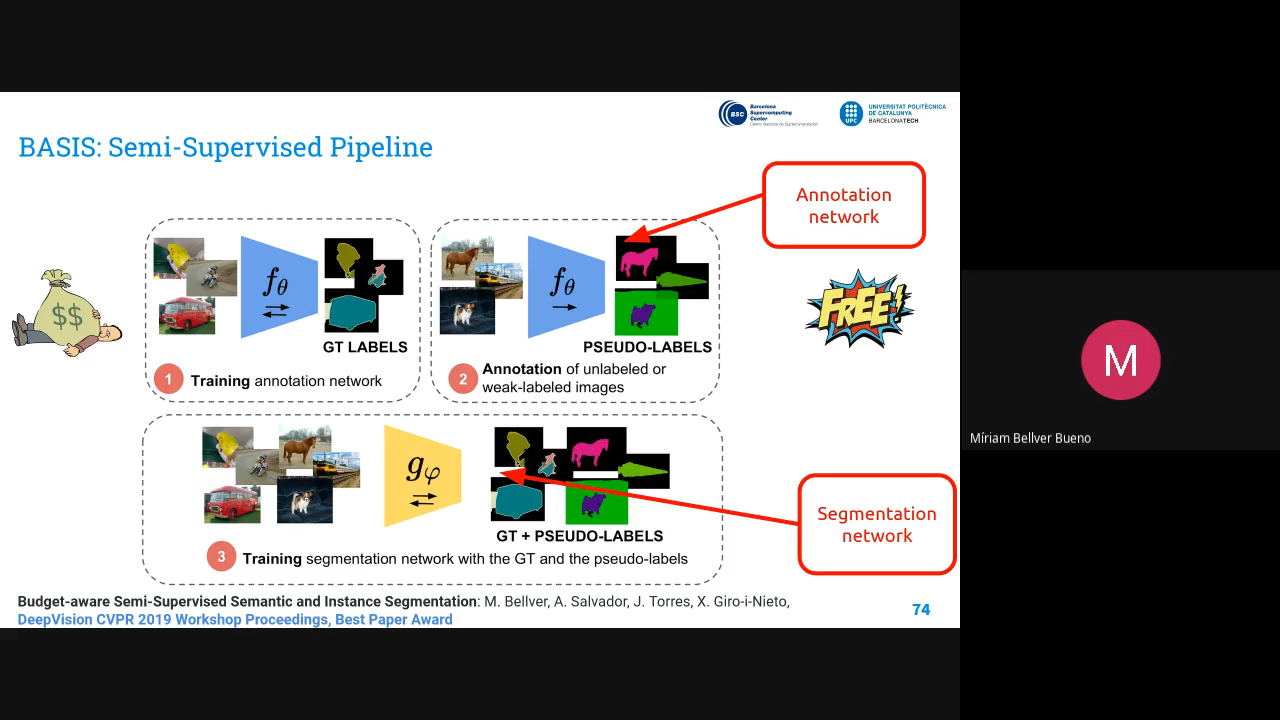 BSC
Barcelona
Supercomputing
Center
Centro Nacional de Supercomputación
UPC
UNIVERSITAT POLITÈCNICA
DE CATALUNYA
BARCELONATECH
BASIS: Semi-Supervised Pipeline
Annotation
network
$$
fθ
GT LABELS
1 Training annotation network
fθ
PSEUDO-LABELS
2 Annotation of unlabeled or
weak-labeled images
FREE!
gφ
GT + PSEUDO-LABELS
3 Training segmentation network with the GT and the pseudo-labels
Segmentation
network
Budget-aware Semi-Supervised Semantic and Instance Segmentation: M. Bellver, A. Salvador, J. Torres, X. Giro-i-Nieto,
DeepVision CVPR 2019 Workshop Proceedings, Best Paper Award
74
M
Míriam Bellver Bueno